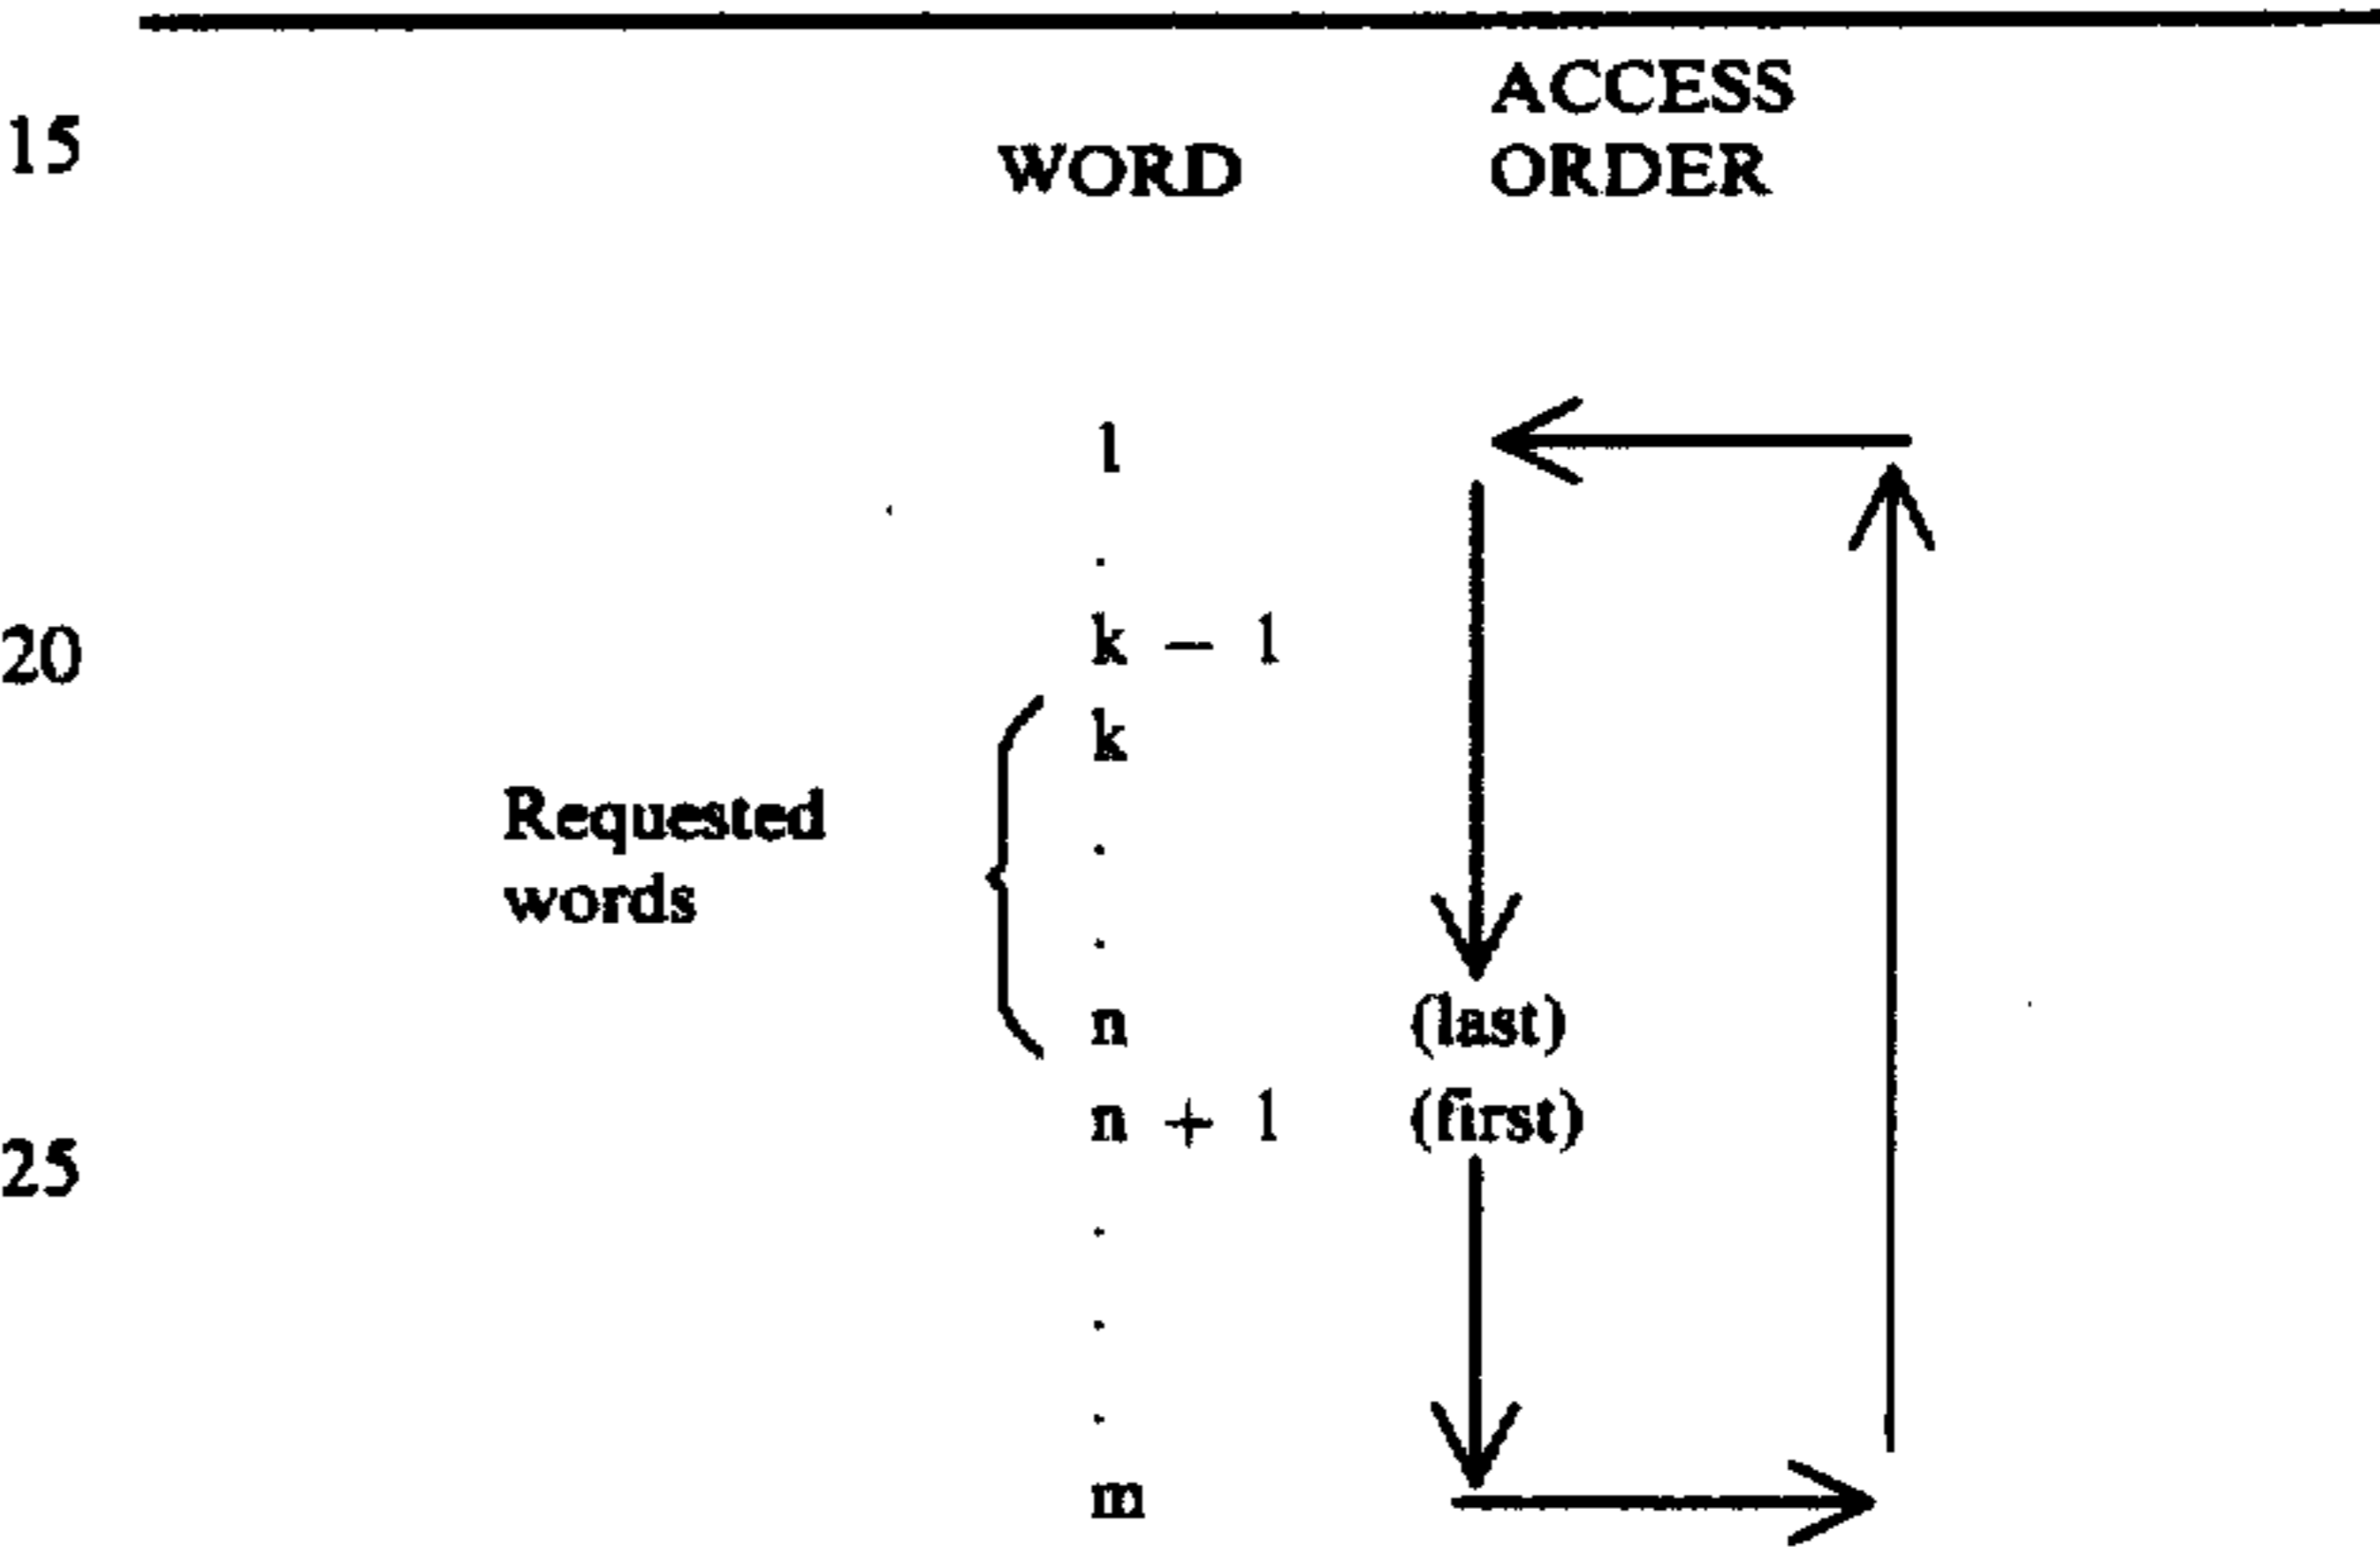 ACCESS
15
WORD ORDER
1
.
k − 1
20
k
Requested
.
words
.
n (last)
n + 1 (first)
25
.
.
.
m